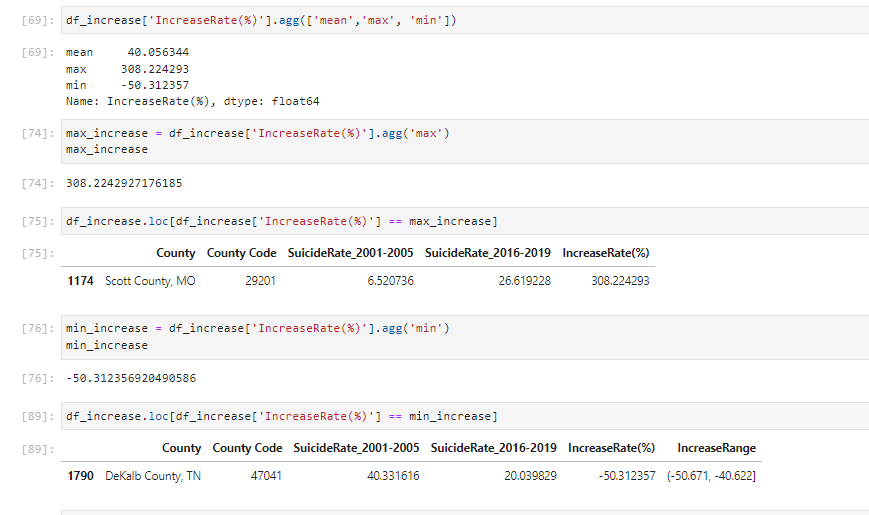 [69]: df_increase['IncreaseRate(%)'].agg(['mean','max', 'min'])
[69]: mean 40.056344
max 308.224293
min -50.312357
Name: IncreaseRate(%), dtype: float64
[74]: max_increase = df_increase['IncreaseRate(%)'].agg('max')
max_increase
[74]: 308.2242927176185
[75]: df_increase.loc[df_increase['IncreaseRate(%)'] == max_increase]
[75]: County County Code SuicideRate_2001-2005 SuicideRate_2016-2019 IncreaseRate(%)
1174 Scott County, MO 29201 6.520736 26.619228 308.224293
[76]: min_increase = df_increase['IncreaseRate(%)'].agg('min')
min_increase
[76]: -50.312356920490586
[89]: df_increase.loc[df_increase['IncreaseRate(%)'] == min_increase]
[89]: County County Code SuicideRate_2001-2005 SuicideRate_2016-2019 IncreaseRate(%) IncreaseRange
1790 DeKalb County, TN 47041 40.331616 20.039829 -50.312357 (-50.671, -40.622]